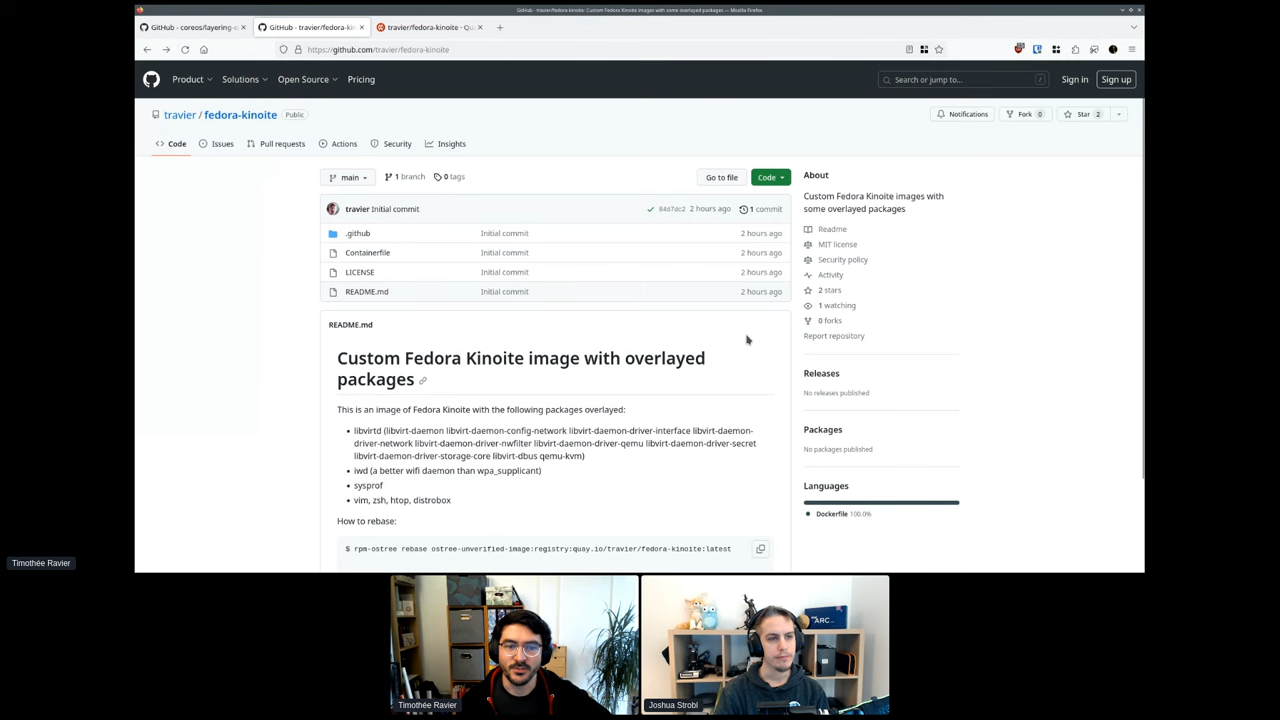 GitHub - travier/fedora-kinoite: Custom Fedora Kinoite images with some overlayed packages — Mozilla Firefox
GitHub - coreos/layering-e
GitHub - travier/fedora-kin
travier/fedora-kinoite · Qu
https://github.com/travier/fedora-kinoite
Product
Solutions
Open Source
Pricing
Search or jump to...
/
Sign in
Sign up
travier / fedora-kinoite
Public
Notifications
Fork 0
Star 2
Code
Issues
Pull requests
Actions
Security
Insights
main
1 branch
0 tags
Go to file
Code
travier Initial commit
84d7dc2 2 hours ago
1 commit
.github Initial commit 2 hours ago
Containerfile Initial commit 2 hours ago
LICENSE Initial commit 2 hours ago
README.md Initial commit 2 hours ago
README.md
Custom Fedora Kinoite image with overlayed
packages
This is an image of Fedora Kinoite with the following packages overlayed:
• libvirtd (libvirt-daemon libvirt-daemon-config-network libvirt-daemon-driver-interface libvirt-daemon-
driver-network libvirt-daemon-driver-nwfilter libvirt-daemon-driver-qemu libvirt-daemon-driver-secret
libvirt-daemon-driver-storage-core libvirt-dbus qemu-kvm)
• iwd (a better wifi daemon than wpa_supplicant)
• sysprof
• vim, zsh, htop, distrobox
How to rebase:
$ rpm-ostree rebase ostree-unverified-image:registry:quay.io/travier/fedora-kinoite:latest
About
Custom Fedora Kinoite images with
some overlayed packages
Readme
MIT license
Security policy
Activity
2 stars
1 watching
0 forks
Report repository
Releases
No releases published
Packages
No packages published
Languages
Dockerfile 100.0%
Timothée Ravier
Timothée Ravier
ARC
Joshua Strobl